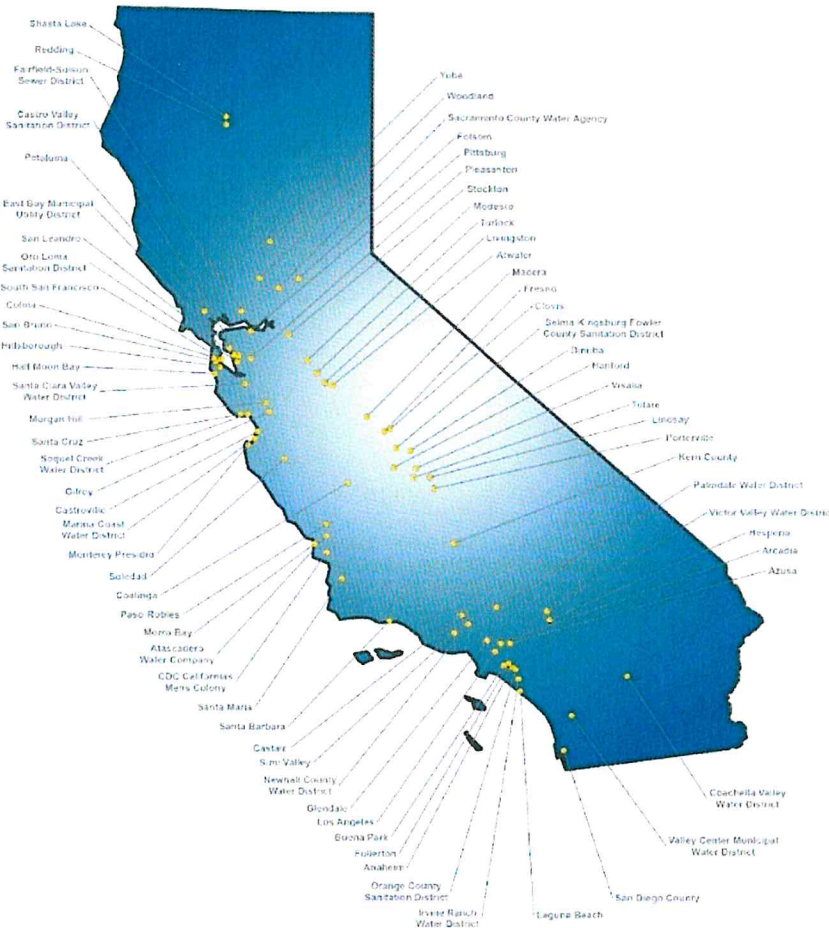 Shasta Lake
Redding
Fairfield-Suisun
Sewer District
Castro Valley
Sanitation District
Petaluma
East Bay Municipal
Utility District
San Leandro
Oro Loma
Sanitation District
South San Francisco
Colma
San Bruno
Hillsborough
Half Moon Bay
Santa Clara Valley
Water District
Morgan Hill
Santa Cruz
Soquel Creek
Water District
Gilroy
Castroville
Marina Coast
Water District
Monterey Presidio
Soledad
Coalinga
Paso Robles
Morro Bay
Atascadero
Water Company
CDC Californias
Mens Colony
Santa Maria
Santa Barbara
Castaic
Simi Valley
Newhall County
Water District
Glendale
Los Angeles
Buena Park
Fullerton
Anaheim
Orange County
Sanitation District
Irvine Ranch
Water District
Laguna Beach
San Diego County
Valley Center Municipal
Water District
Coachella Valley
Water District
Yuba
Woodland
Sacramento County Water Agency
Folsom
Pittsburg
Pleasanton
Stockton
Modesto
Turlock
Livingston
Atwater
Madera
Fresno
Clovis
Selma Kingsburg Fowler
County Sanitation District
Dinuba
Hanford
Visalia
Tulare
Lindsay
Porterville
Kern County
Palmdale Water District
Victor Valley Water District
Hesperia
Arcadia
Azusa